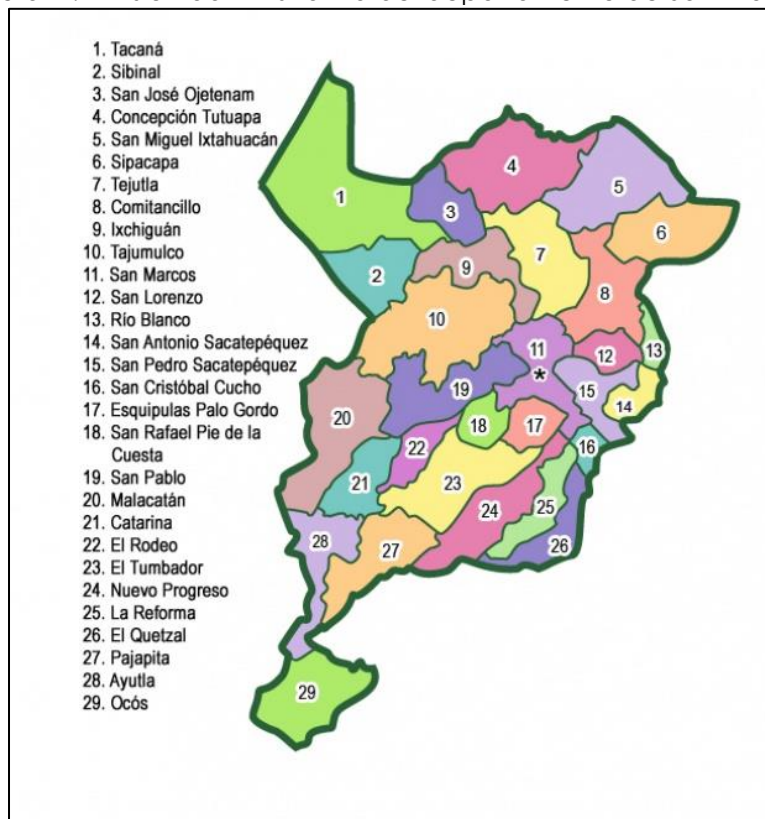 1. Tacaná
2. Sibinal
3. San José Ojetenam
4. Concepción Tutuapa
5. San Miguel Ixtahuacán
6. Sipacapa
7. Tejutla
8. Comitancillo
9. Ixchiguán
10. Tajumulco
11. San Marcos
12. San Lorenzo
13. Río Blanco
14. San Antonio Sacatepéquez
15. San Pedro Sacatepéquez
16. San Cristóbal Cucho
17. Esquipulas Palo Gordo
18. San Rafael Pie de la
Cuesta
19. San Pablo
20. Malacatán
21. Catarina
22. El Rodeo
23. El Tumbador
24. Nuevo Progreso
25. La Reforma
26. El Quetzal
27. Pajapita
28. Ayutla
29. Ocós
1
2
3
4
5
6
7
8
9
10
11
*
12
13
14
15
16
17
18
19
20
21
22
23
24
25
26
27
28
29